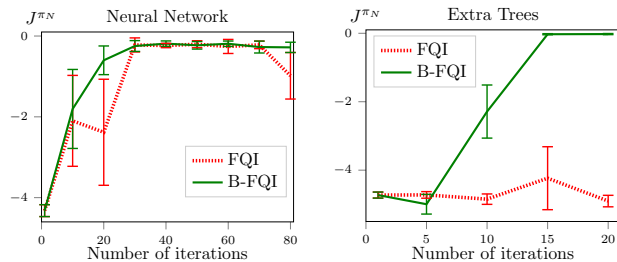 J^{π_N} Neural Network
0
−2
−4
FQI
B-FQI
0 20 40 60 80
Number of iterations
J^{π_N} Extra Trees
0
FQI
B-FQI
−2
−4
0 5 10 15 20
Number of iterations